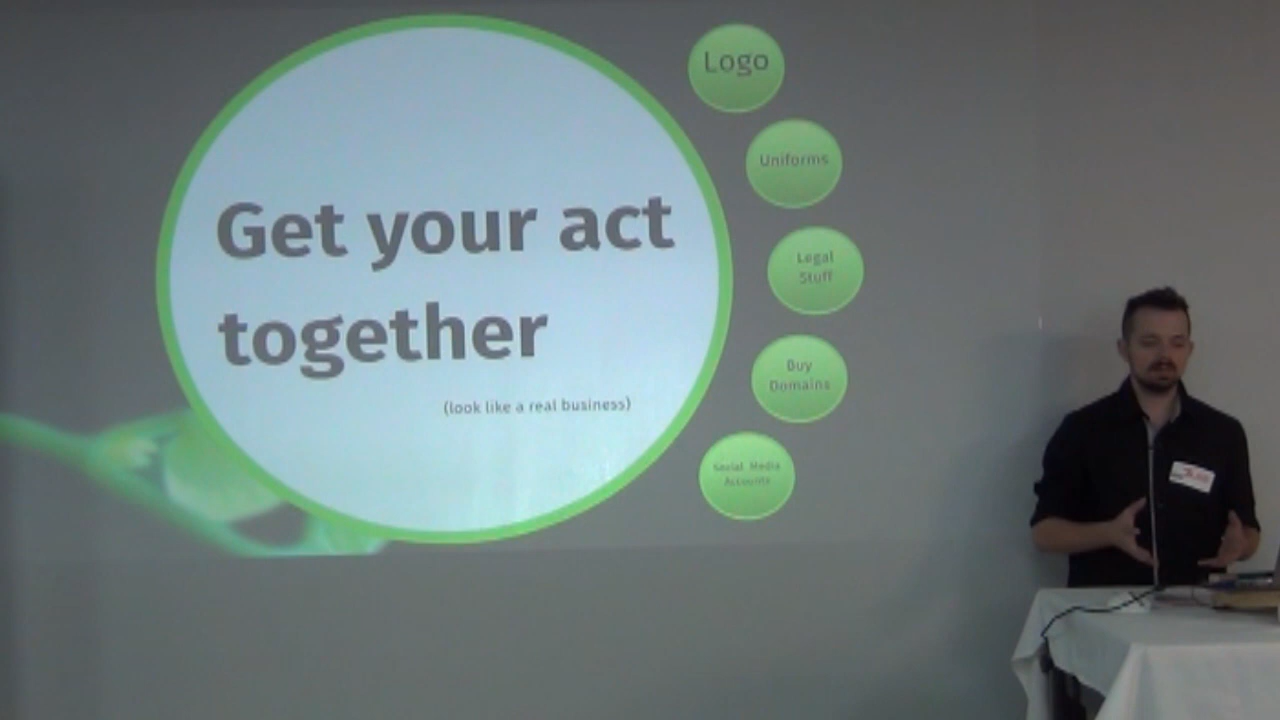 Get your act
together
(look like a real business)
Logo
Uniforms
Legal
Stuff
Buy
Domains
Social Media
Accounts